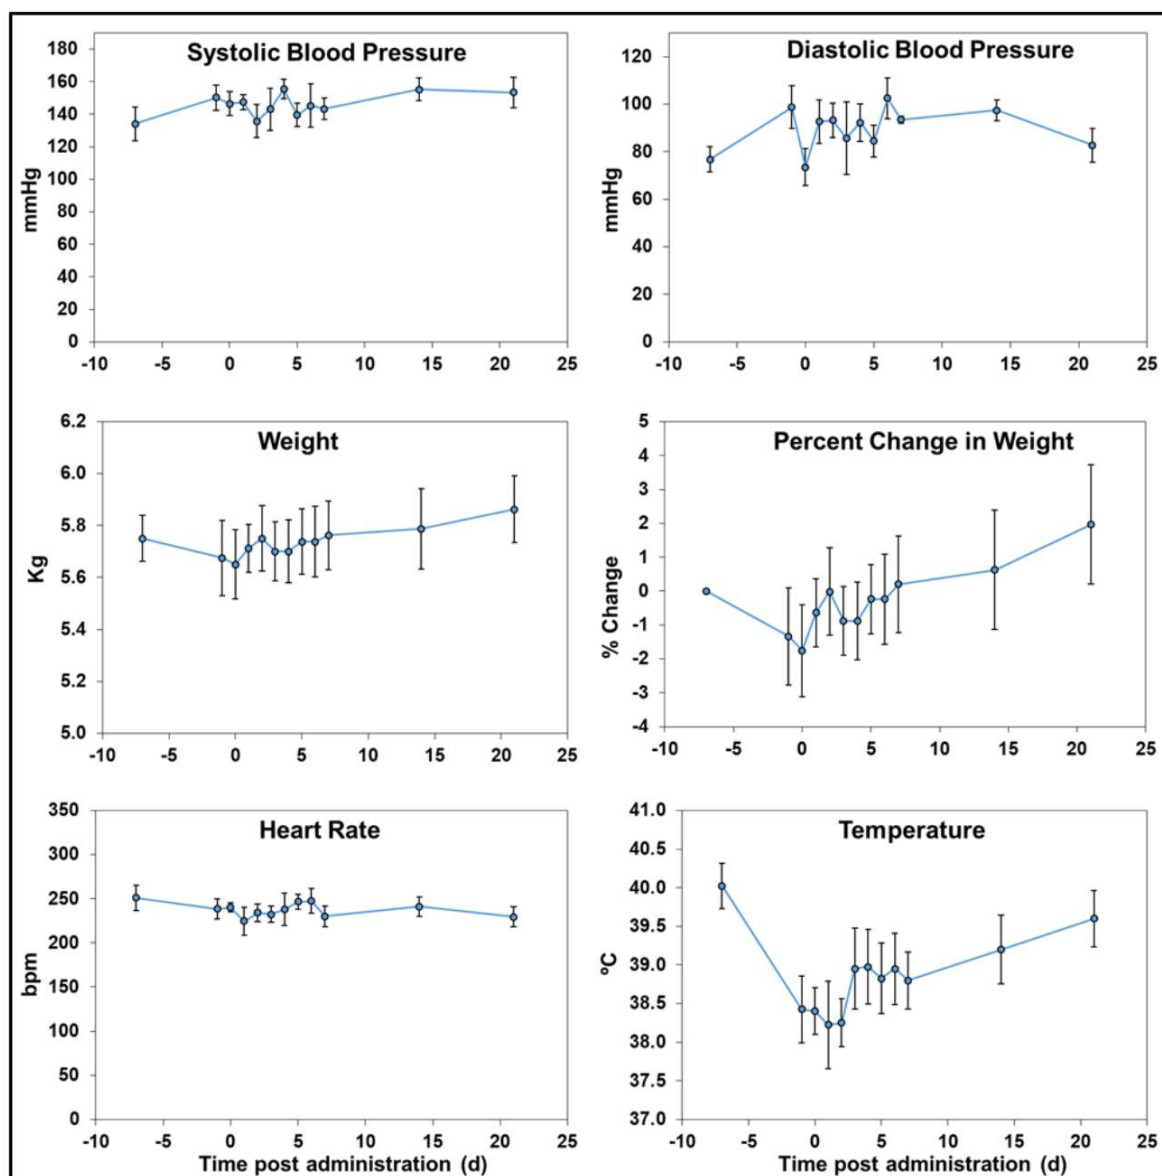 Systolic Blood Pressure
mmHg
180
160
140
120
100
80
60
40
20
0
-10 -5 0 5 10 15 20 25
Diastolic Blood Pressure
mmHg
120
100
80
60
40
20
0
-10 -5 0 5 10 15 20 25
Weight
Kg
6.2
6.0
5.8
5.6
5.4
5.2
5.0
-10 -5 0 5 10 15 20 25
Percent Change in Weight
% Change
5
4
3
2
1
0
-1
-2
-3
-4
-10 -5 0 5 10 15 20 25
Heart Rate
bpm
350
300
250
200
150
100
50
0
-10 -5 0 5 10 15 20 25
Time post administration (d)
Temperature
ºC
41.0
40.5
40.0
39.5
39.0
38.5
38.0
37.5
37.0
-10 -5 0 5 10 15 20 25
Time post administration (d)